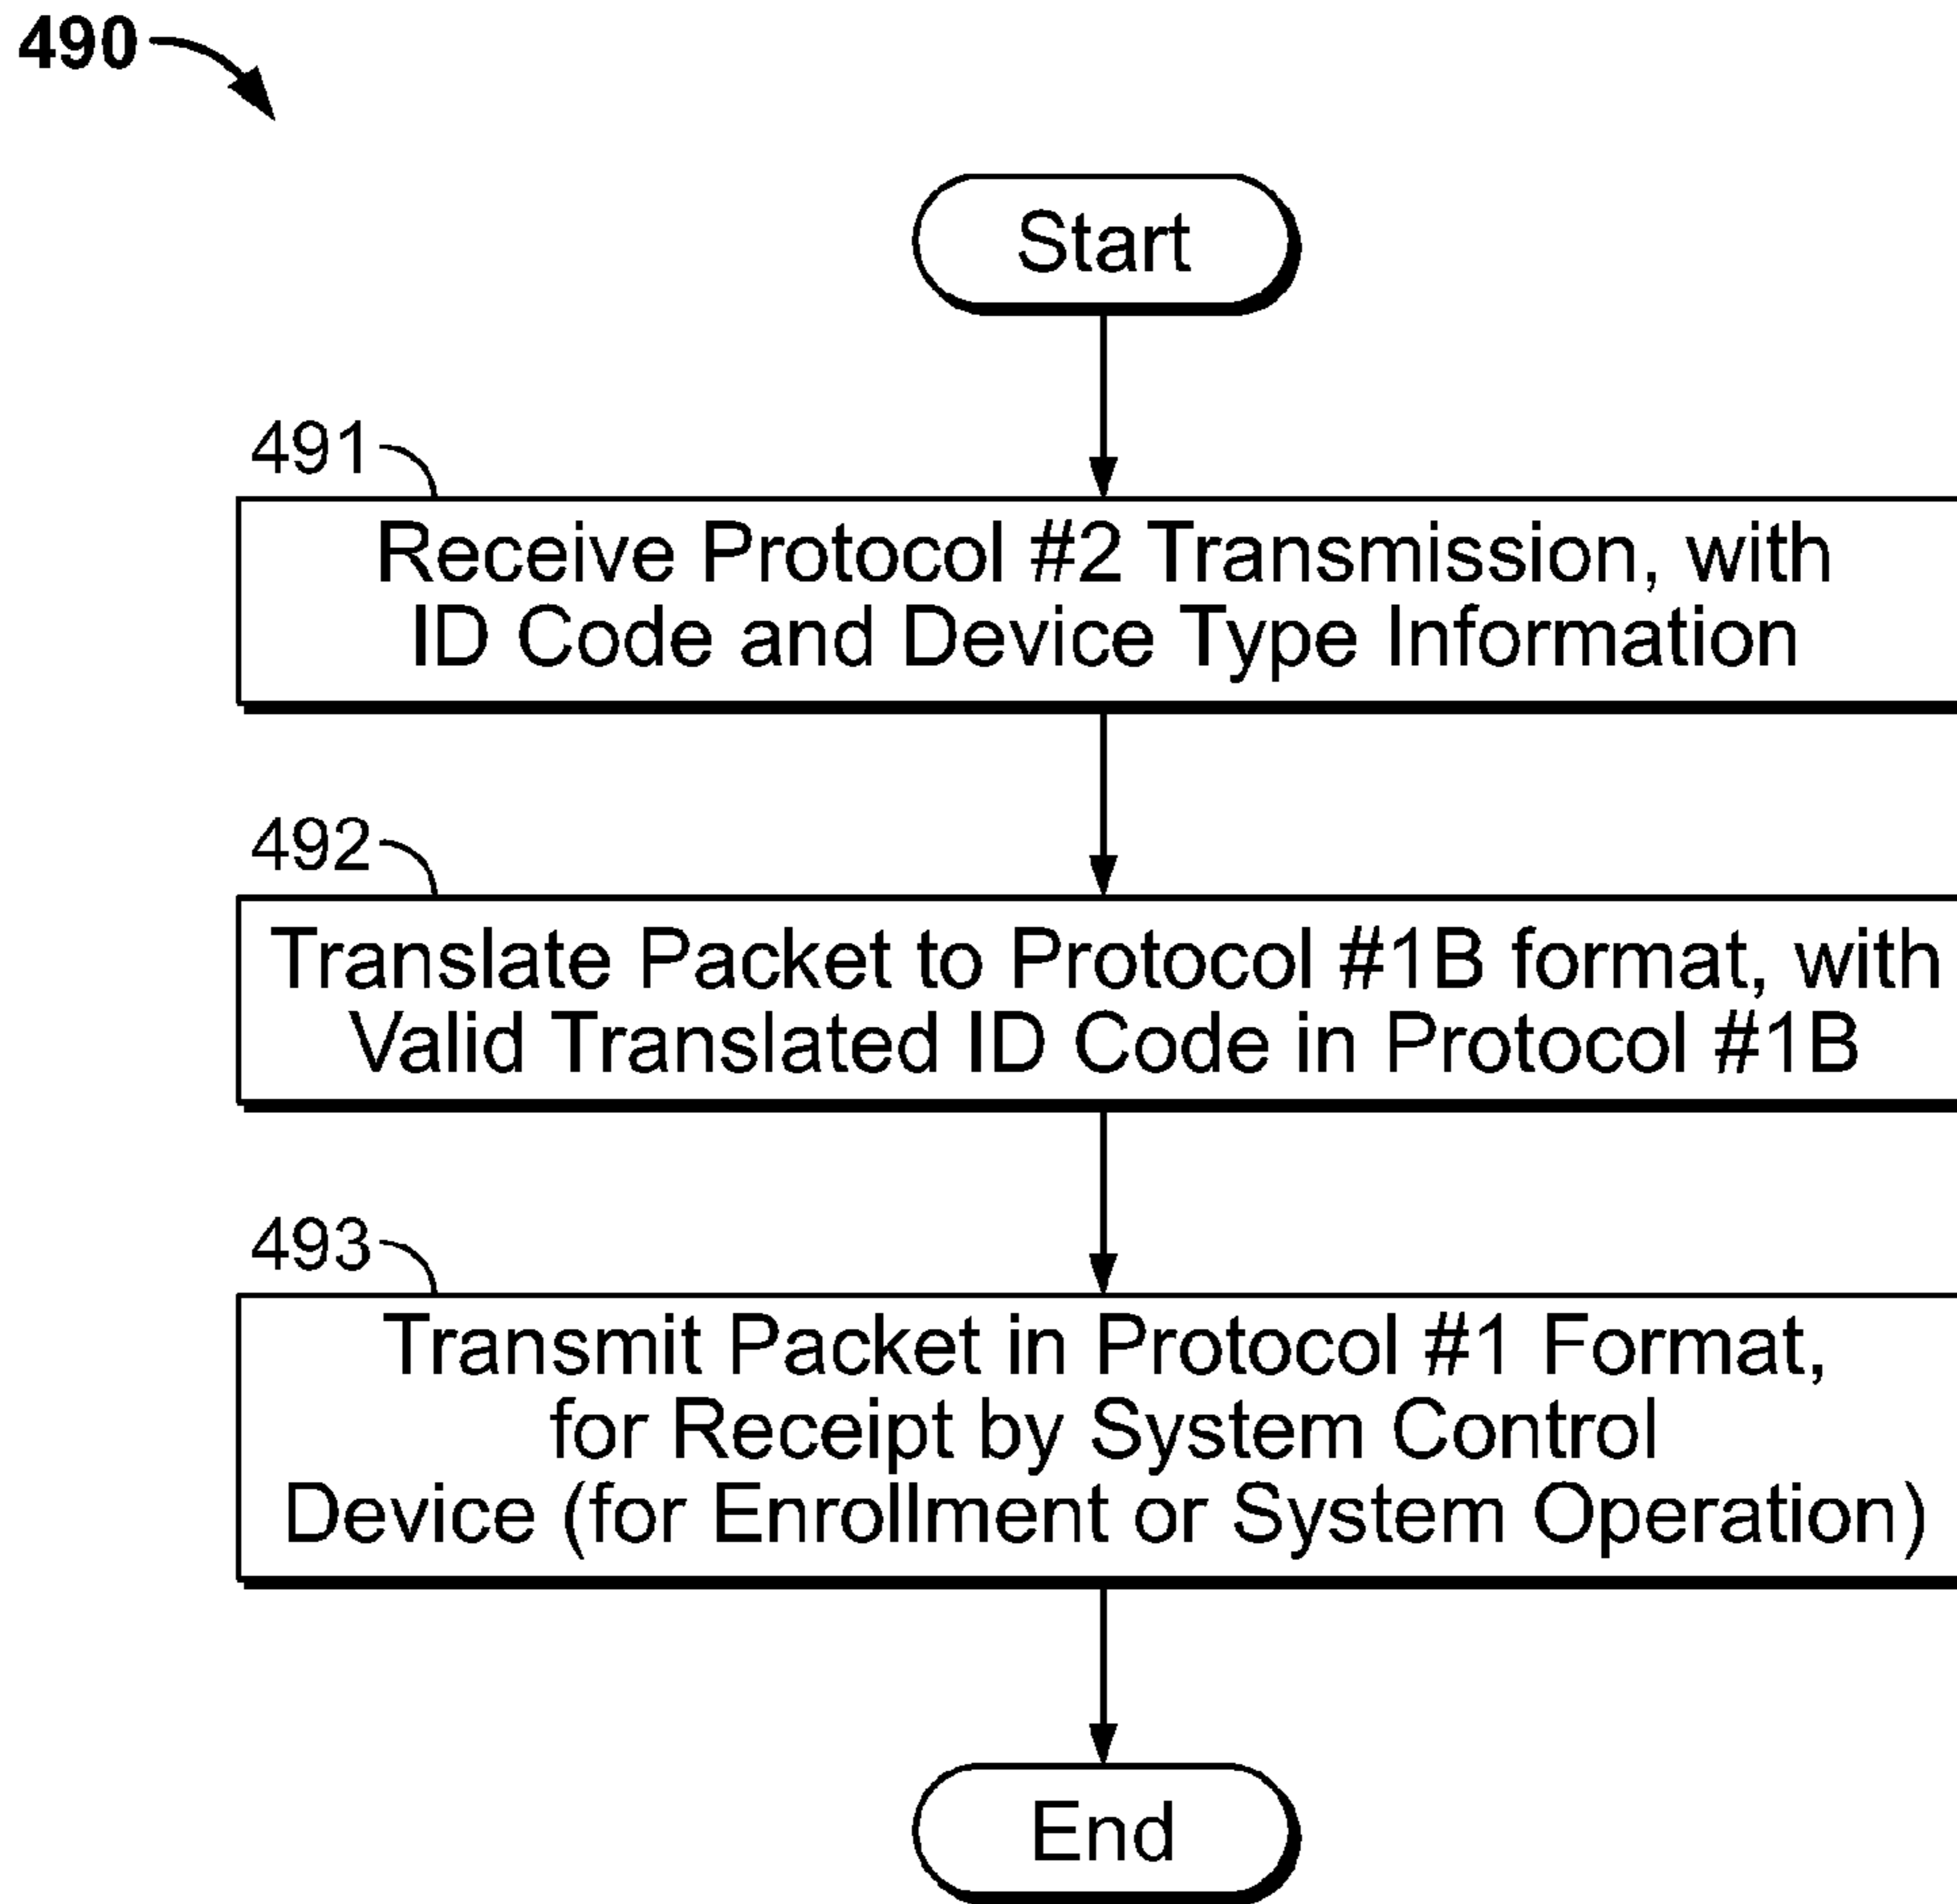 490
Start
491
Receive Protocol #2 Transmission, with
ID Code and Device Type Information
492
Translate Packet to Protocol #1B format, with
Valid Translated ID Code in Protocol #1B
493
Transmit Packet in Protocol #1 Format,
for Receipt by System Control
Device (for Enrollment or System Operation)
End